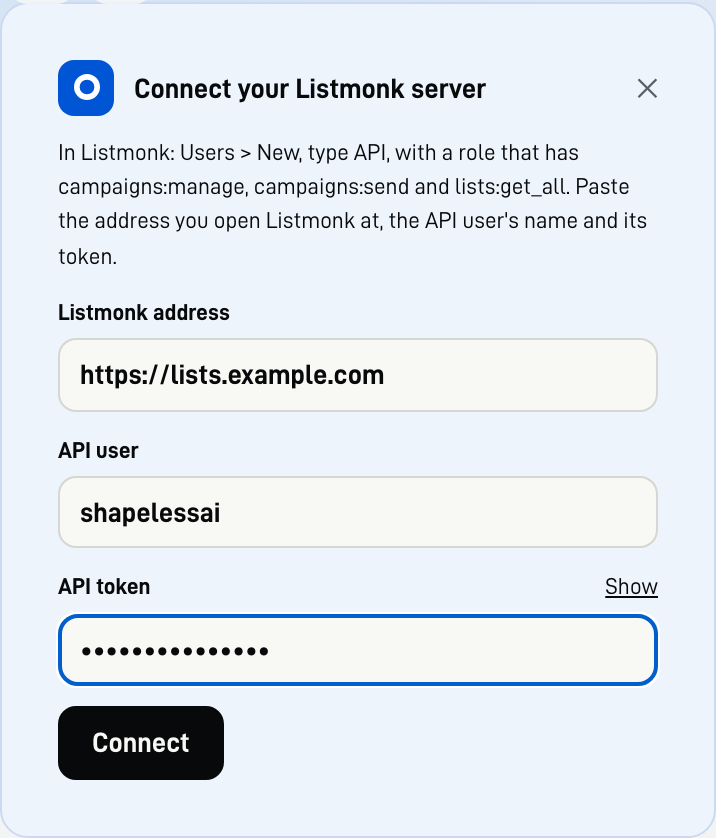 Connect your Listmonk server
In Listmonk: Users > New, type API, with a role that has
campaigns:manage, campaigns:send and lists:get_all. Paste
the address you open Listmonk at, the API user's name and its
token.
Listmonk address
https://lists.example.com
API user
shapelessai
API token
Show
•••••••••••••••
Connect